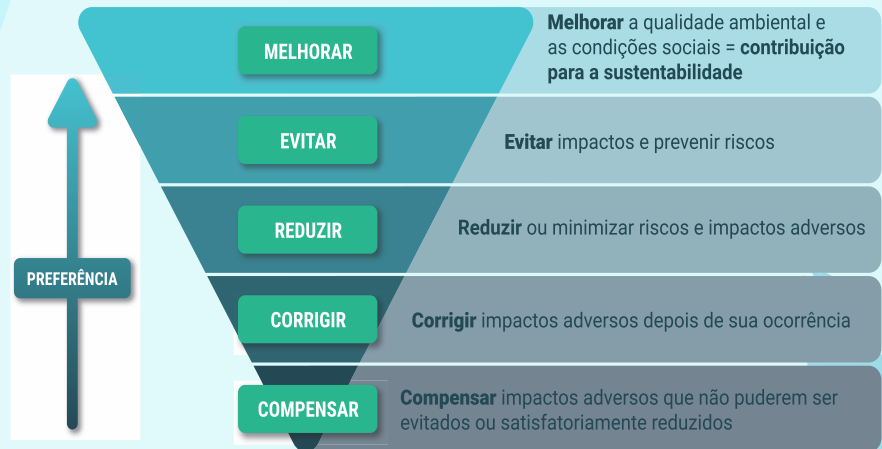 MELHORAR
Melhorar a qualidade ambiental e
as condições sociais = contribuição
para a sustentabilidade
EVITAR
Evitar impactos e prevenir riscos
REDUZIR
Reduzir ou minimizar riscos e impactos adversos
PREFERÊNCIA
CORRIGIR
Corrigir impactos adversos depois de sua ocorrência
COMPENSAR
Compensar impactos adversos que não puderem ser
evitados ou satisfatoriamente reduzidos